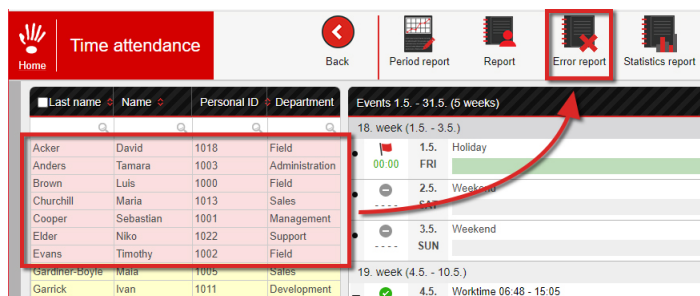 Home
Time attendance
Back
Period report
Report
Error report
Statistics report
Last name Name Personal ID Department
Acker David 1018 Field
Anders Tamara 1003 Administration
Brown Luis 1000 Field
Churchill Maria 1013 Sales
Cooper Sebastian 1001 Management
Elder Niko 1022 Support
Evans Timothy 1002 Field
Gardiner-Boyle Maia 1005 Sales
Garrick Ivan 1011 Development
Events 1.5. - 31.5. (5 weeks)
18. week (1.5. - 3.5.)
1.5. Holiday
00:00 FRI
2.5. Weekend
---- SAT
3.5. Weekend
---- SUN
19. week (4.5. - 10.5.)
4.5. Worktime 06:48 - 15:05